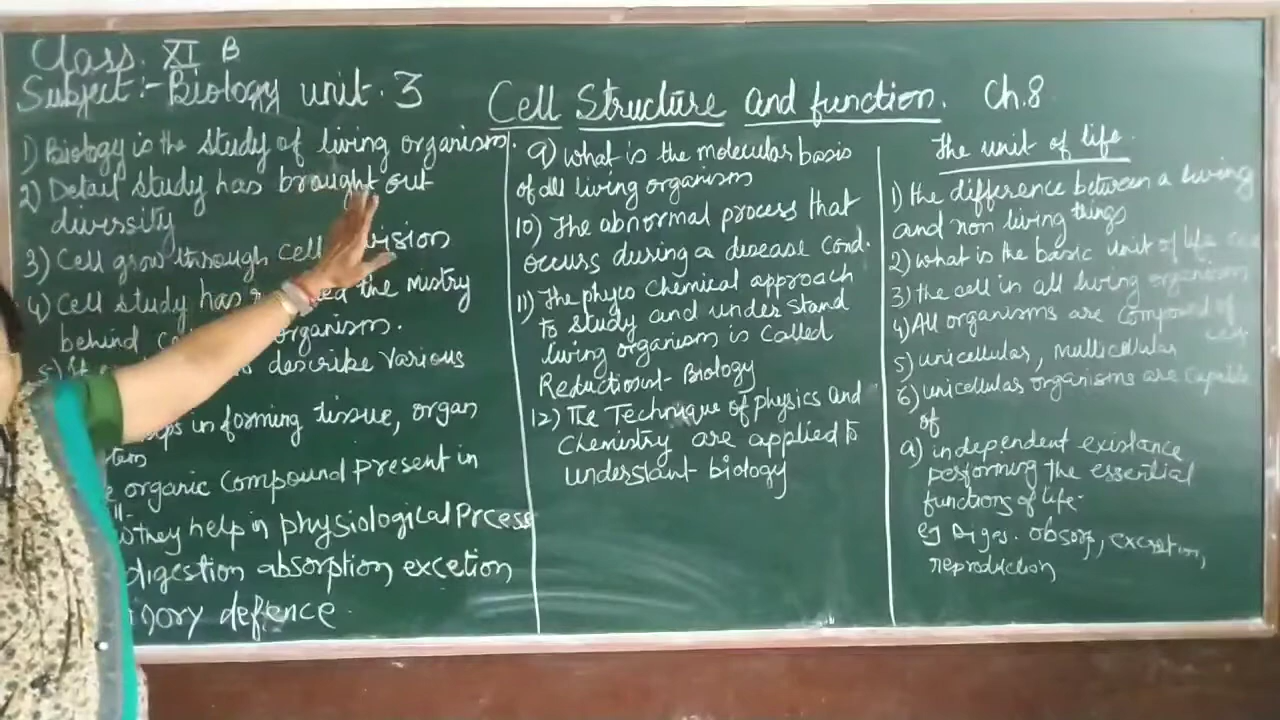 Class. XI B
Subject:- Biology unit. 3
Cell Structure and function. Ch.8
1) Biology is the study of living organism.
2) Detail study has brought out
diversity
3) Cell grow through cell
4) Cell study has the mistry
behind organism.
5) It describe various
in forming tissue, organ
organic compound present in
they help in physiological Prcess
digestion absorption excetion
defence.
9) what is the molecular basis
of all living organism
10) The abnormal process that
occurs during a disease Cond.
11) The phyco chemical approach
to study and under stand
living organism is called
Reductionist- Biology
12) The Technique of physics and
Chemistry are applied to
understant- biology
The unit of life.
1) the difference between a living
and non living things
2) what is the basic unit of life
3) the cell in all living organism
4) All organisms are compound of
cell
5) unicellular, multicellular
6) unicellular organisms are capable
of
a) independent existance
performing the essential
functions of life-
eg Diges. absorp, excretion,
reproduction